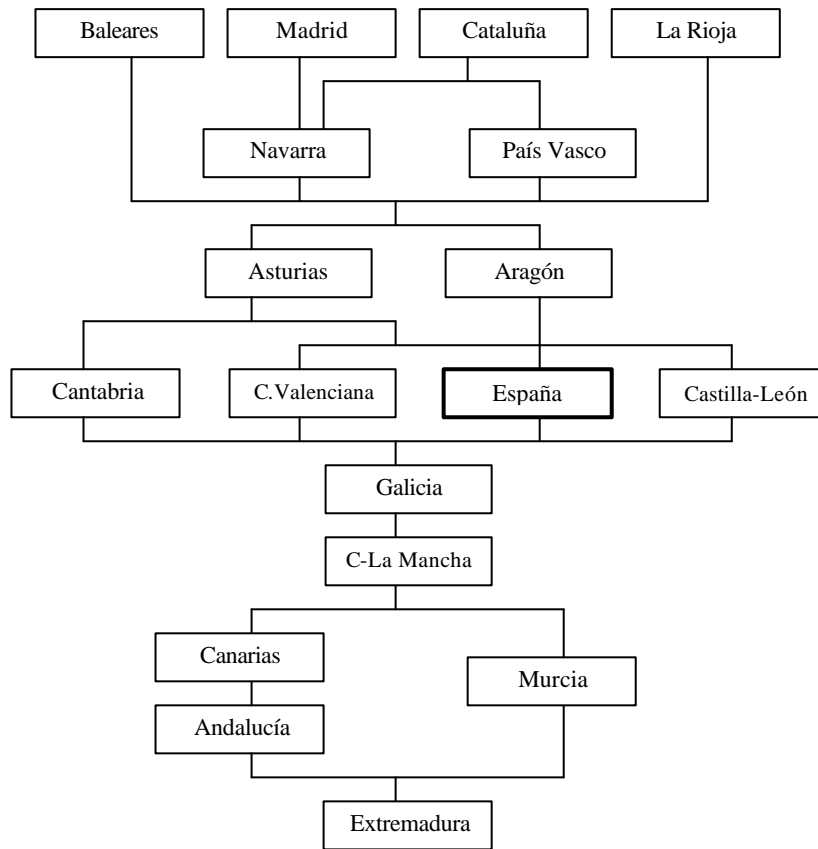 Baleares
Madrid
Cataluña
La Rioja
Navarra
País Vasco
Asturias
Aragón
Cantabria
C.Valenciana
España
Castilla-León
Galicia
C-La Mancha
Canarias
Murcia
Andalucía
Extremadura